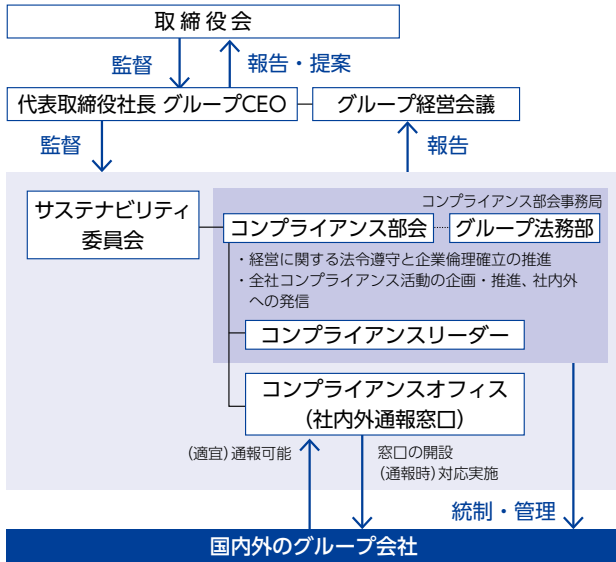 取締役会
監督
報告・提案
代表取締役社長 グループCEO
グループ経営会議
監督
報告
コンプライアンス部会事務局
サステナビリティ
委員会
コンプライアンス部会
グループ法務部
・経営に関する法令遵守と企業倫理確立の推進
・全社コンプライアンス活動の企画・推進、社内外
への発信
コンプライアンスリーダー
コンプライアンスオフィス
(社内外通報窓口)
(適宜)通報可能
窓口の開設
(通報時)対応実施
統制・管理
国内外のグループ会社